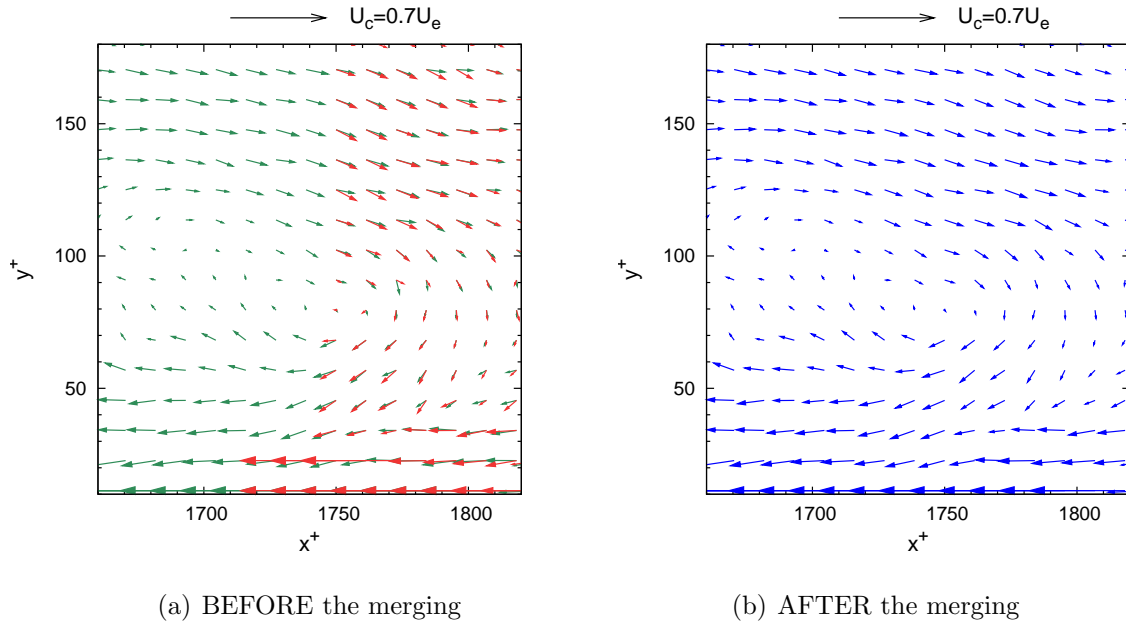 U_c=0.7U_e
U_c=0.7U_e
150
100
50
y^+
1700
1750
1800
x^+
150
100
50
y^+
1700
1750
1800
x^+
(a) BEFORE the merging
(b) AFTER the merging